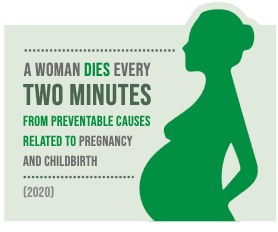 A WOMAN DIES EVERY
TWO MINUTES
FROM PREVENTABLE CAUSES
RELATED TO PREGNANCY
AND CHILDBIRTH
(2020)